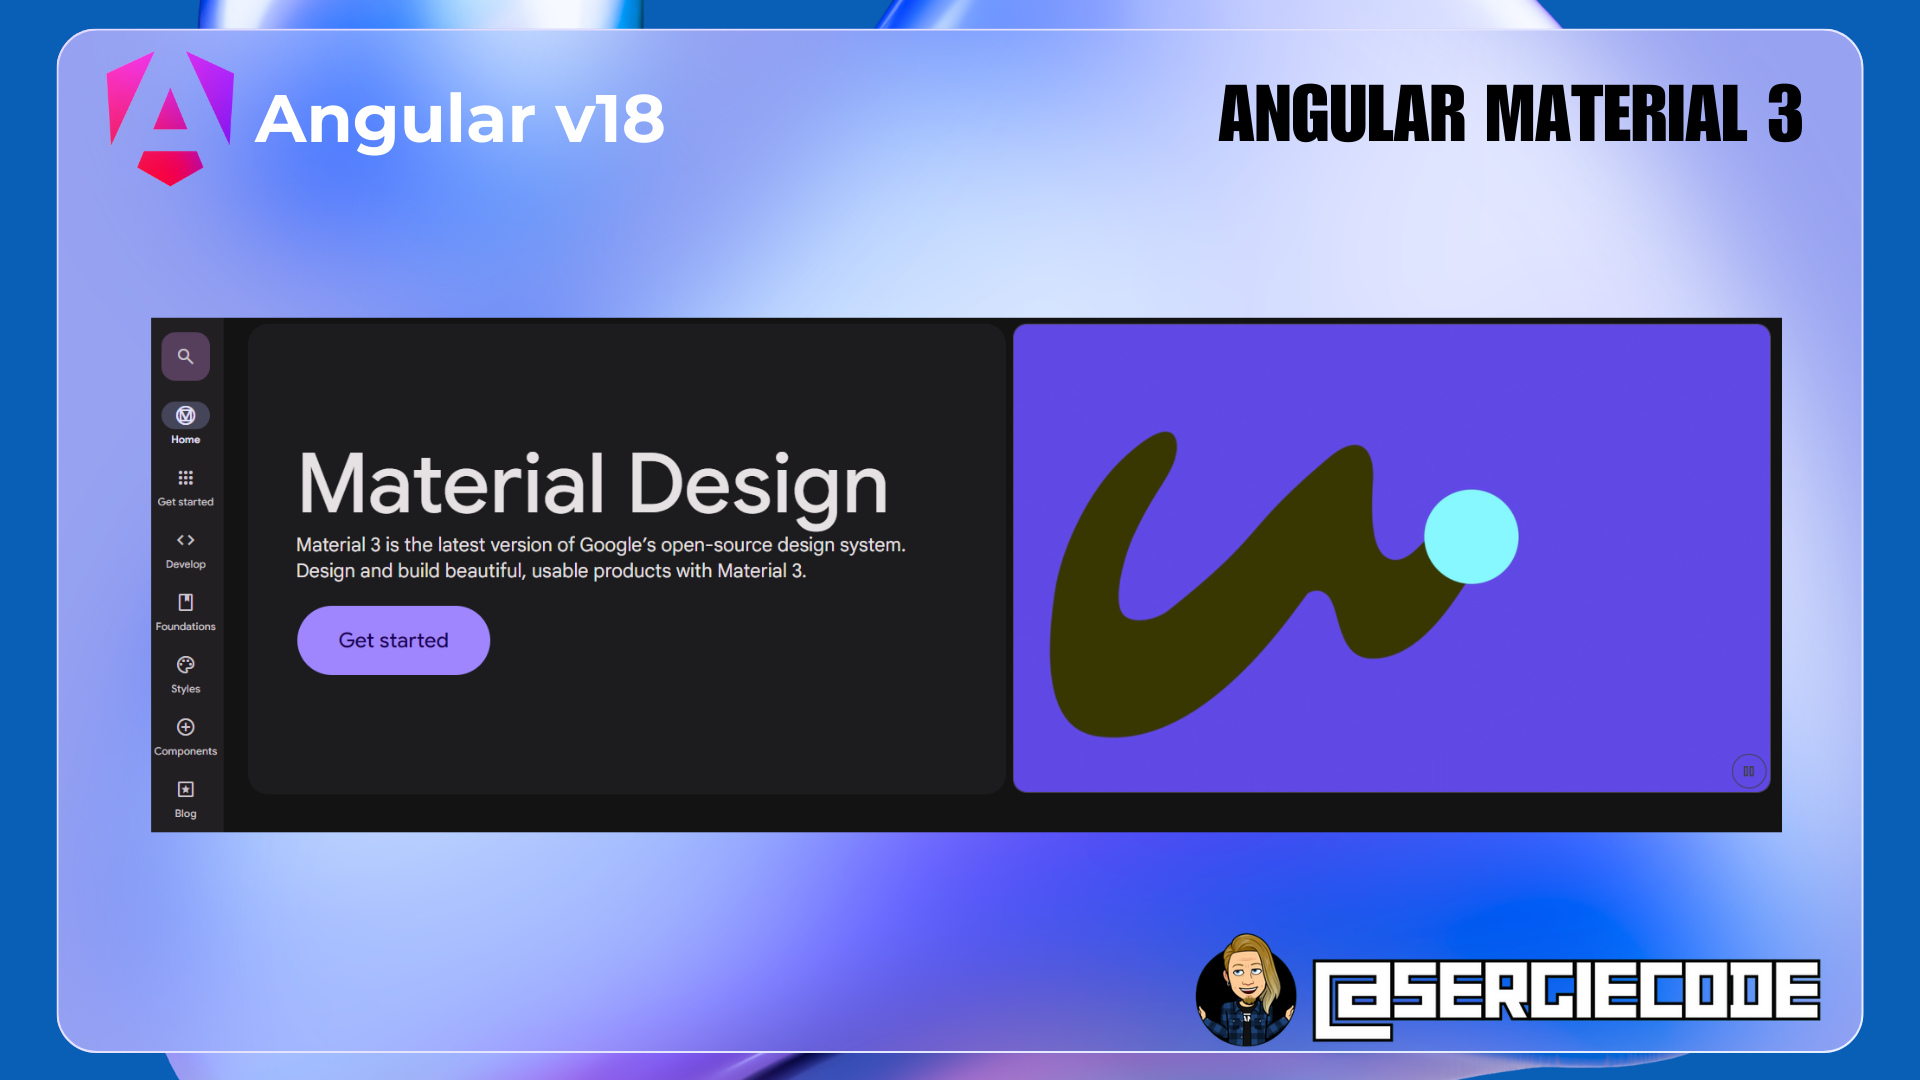 Angular v18
ANGULAR MATERIAL 3
Home
Get started
Develop
Foundations
Styles
Components
Blog
Material Design
Material 3 is the latest version of Google’s open-source design system.
Design and build beautiful, usable products with Material 3.
Get started
@SERGIECODE